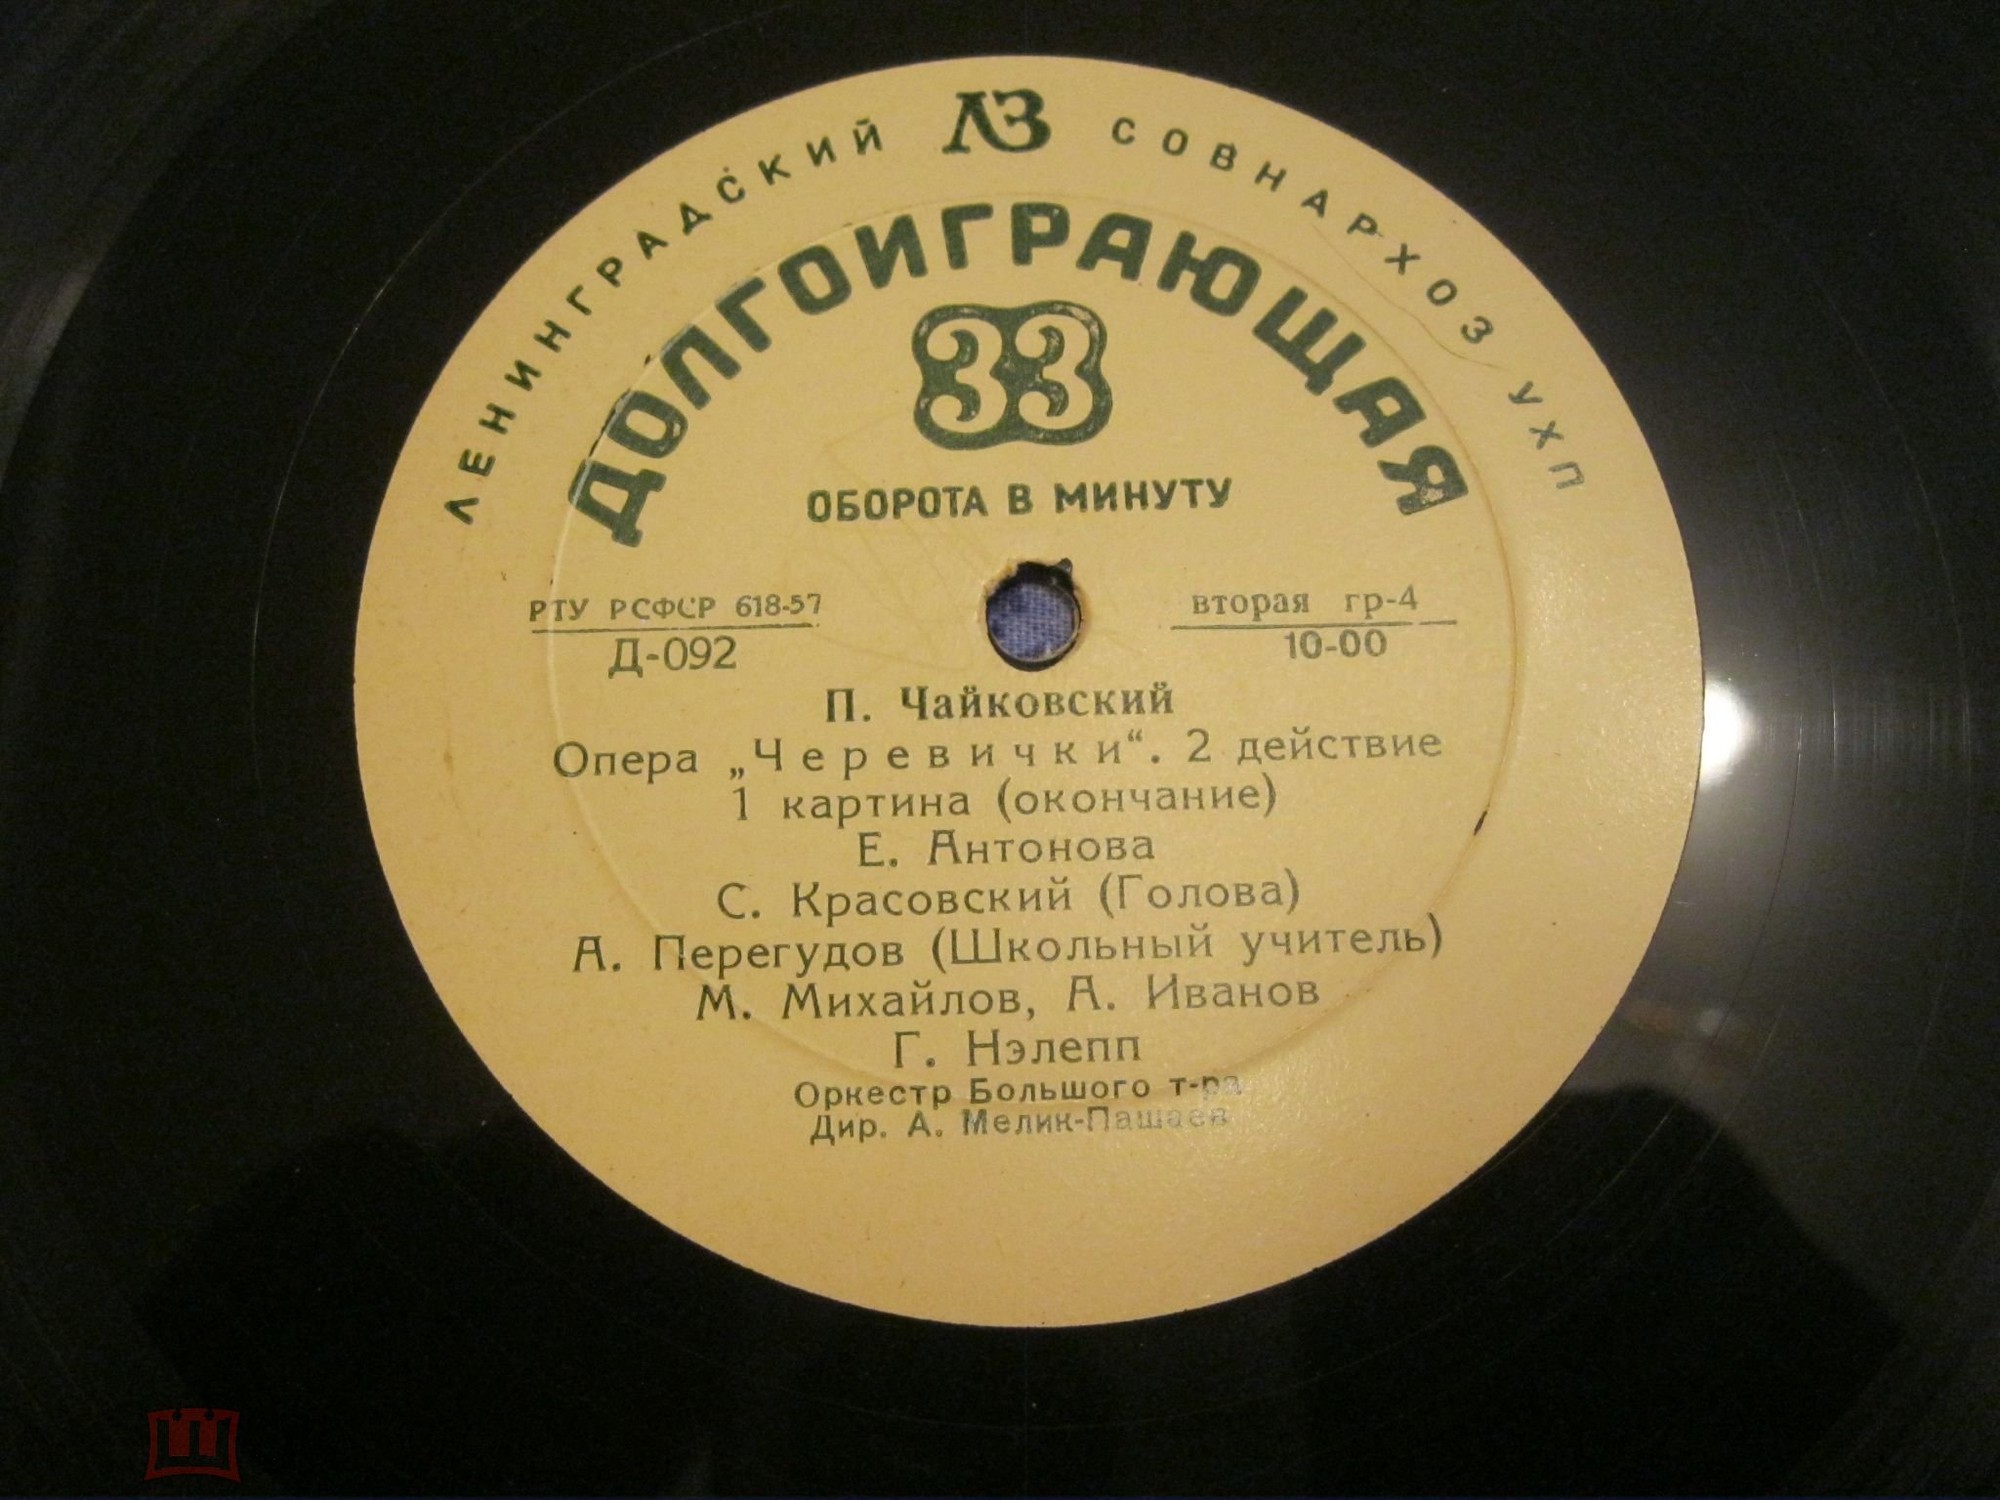 ЛЕНИНГРАДСКИЙ ЛЗ СОВНАРХОЗ УХП
ДОЛГОИГРАЮЩАЯ
33
ОБОРОТА В МИНУТУ
РТУ РСФСР 618-57
Д-092
вторая гр-4
10-00
П. Чайковский
Опера „Черевички“. 2 действие
1 картина (окончание)
Е. Антонова
С. Красовский (Голова)
А. Перегудов (Школьный учитель)
М. Михайлов, А. Иванов
Г. Нэлепп
Оркестр Большого т-ра
Дир. А. Мелик-Пашаев